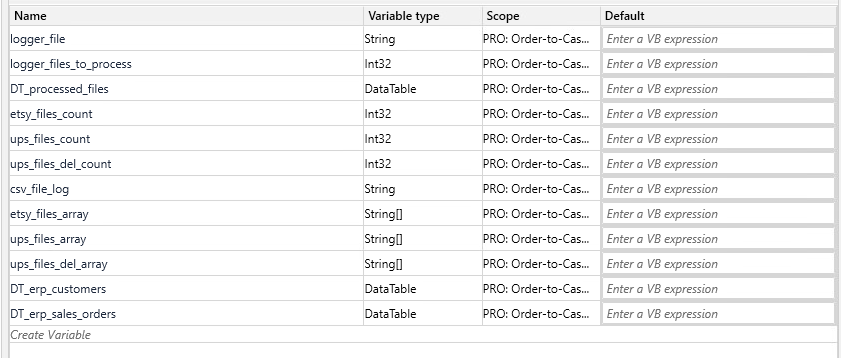 Name Variable type Scope Default
logger_file String PRO: Order-to-Cas... Enter a VB expression
logger_files_to_process Int32 PRO: Order-to-Cas... Enter a VB expression
DT_processed_files DataTable PRO: Order-to-Cas... Enter a VB expression
etsy_files_count Int32 PRO: Order-to-Cas... Enter a VB expression
ups_files_count Int32 PRO: Order-to-Cas... Enter a VB expression
ups_files_del_count Int32 PRO: Order-to-Cas... Enter a VB expression
csv_file_log String PRO: Order-to-Cas... Enter a VB expression
etsy_files_array String[] PRO: Order-to-Cas... Enter a VB expression
ups_files_array String[] PRO: Order-to-Cas... Enter a VB expression
ups_files_del_array String[] PRO: Order-to-Cas... Enter a VB expression
DT_erp_customers DataTable PRO: Order-to-Cas... Enter a VB expression
DT_erp_sales_orders DataTable PRO: Order-to-Cas... Enter a VB expression
Create Variable